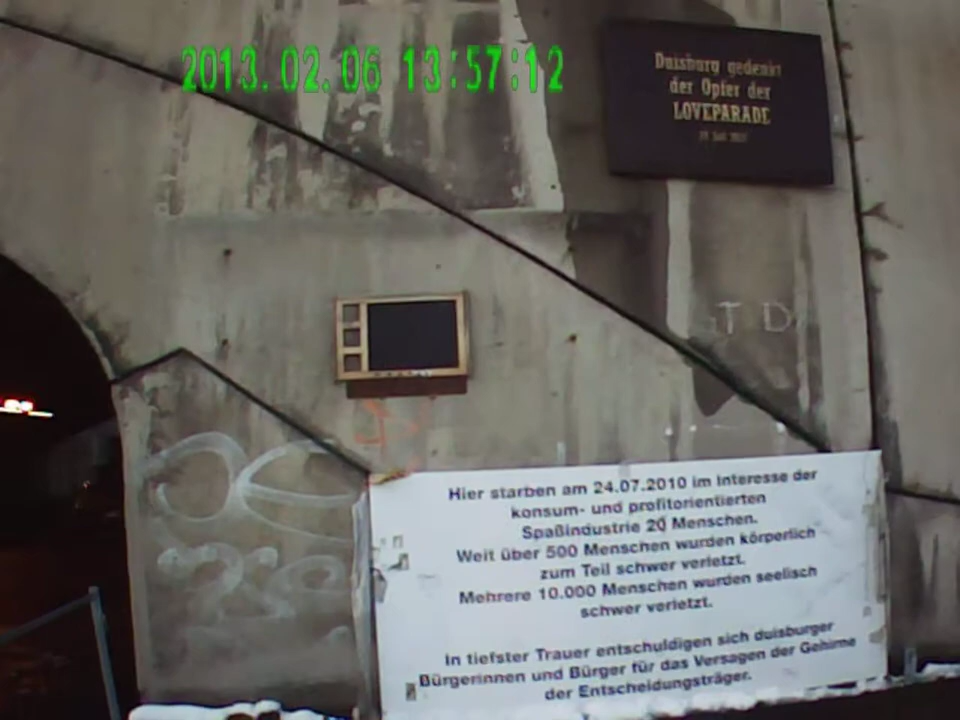 2013.02.06 13:57:12
Duisburg gedenkt
der Opfer der
LOVEPARADE
T D
Hier starben am 24.07.2010 im Interesse der
konsum- und profitorientierten
Spaßindustrie 20 Menschen.
Weit über 500 Menschen wurden körperlich
zum Teil schwer verletzt.
Mehrere 10.000 Menschen wurden seelisch
schwer verletzt.
In tiefster Trauer entschuldigen sich duisburger
Bürgerinnen und Bürger für das Versagen der Gehirne
der Entscheidungsträger.